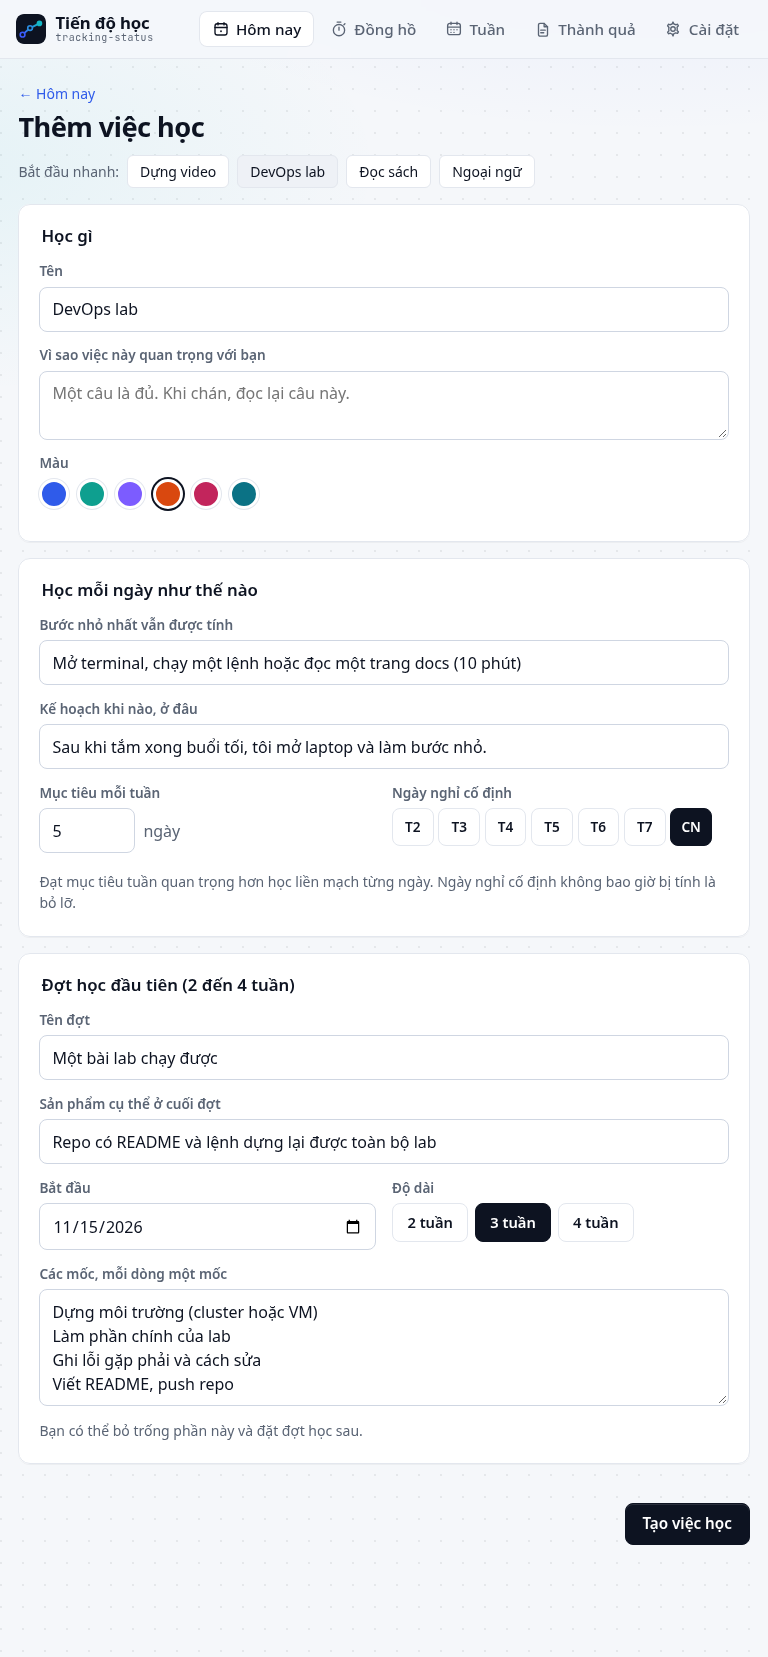 Tiến độ học
tracking-status
Hôm nay
Đồng hồ
Tuần
Thành quả
Cài đặt
← Hôm nay
Thêm việc học
Bắt đầu nhanh: Dựng video DevOps lab Đọc sách Ngoại ngữ
Học gì
Tên
DevOps lab
Vì sao việc này quan trọng với bạn
Một câu là đủ. Khi chán, đọc lại câu này.
Màu
Học mỗi ngày như thế nào
Bước nhỏ nhất vẫn được tính
Mở terminal, chạy một lệnh hoặc đọc một trang docs (10 phút)
Kế hoạch khi nào, ở đâu
Sau khi tắm xong buổi tối, tôi mở laptop và làm bước nhỏ.
Mục tiêu mỗi tuần
5 ngày
Ngày nghỉ cố định
T2 T3 T4 T5 T6 T7 CN
Đạt mục tiêu tuần quan trọng hơn học liền mạch từng ngày. Ngày nghỉ cố định không bao giờ bị tính là
bỏ lỡ.
Đợt học đầu tiên (2 đến 4 tuần)
Tên đợt
Một bài lab chạy được
Sản phẩm cụ thể ở cuối đợt
Repo có README và lệnh dựng lại được toàn bộ lab
Bắt đầu
11/15/2026
Độ dài
2 tuần 3 tuần 4 tuần
Các mốc, mỗi dòng một mốc
Dựng môi trường (cluster hoặc VM)
Làm phần chính của lab
Ghi lỗi gặp phải và cách sửa
Viết README, push repo
Bạn có thể bỏ trống phần này và đặt đợt học sau.
Tạo việc học